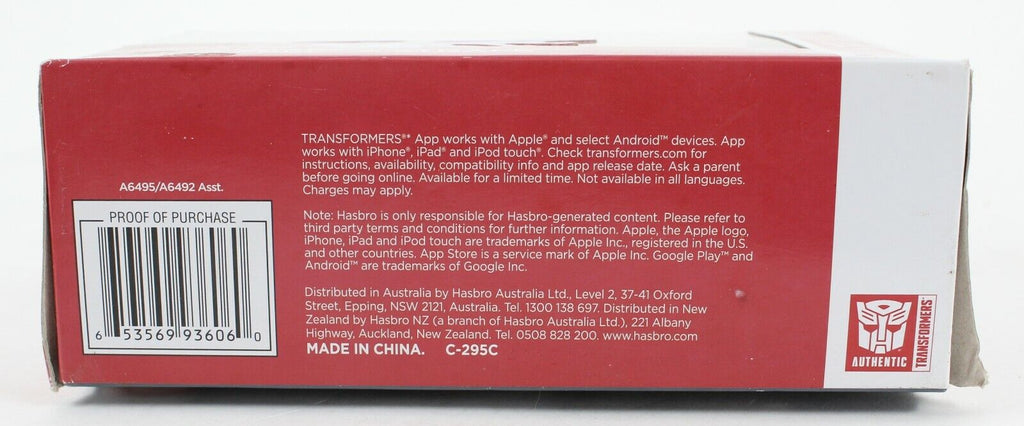 A6495/A6492 Asst.
PROOF OF PURCHASE
6 53569 93606 0
TRANSFORMERS®* App works with Apple® and select Android™ devices. App
works with iPhone®, iPad® and iPod touch®. Check transformers.com for
instructions, availability, compatibility info and app release date. Ask a parent
before going online. Available for a limited time. Not available in all languages.
Charges may apply.
Note: Hasbro is only responsible for Hasbro-generated content. Please refer to
third party terms and conditions for further information. Apple, the Apple logo,
iPhone, iPad and iPod touch are trademarks of Apple Inc., registered in the U.S.
and other countries. App Store is a service mark of Apple Inc. Google Play™ and
Android™ are trademarks of Google Inc.
Distributed in Australia by Hasbro Australia Ltd., Level 2, 37-41 Oxford
Street, Epping, NSW 2121, Australia. Tel. 1300 138 697. Distributed in New
Zealand by Hasbro NZ (a branch of Hasbro Australia Ltd.), 221 Albany
Highway, Auckland, New Zealand. Tel. 0508 828 200. www.hasbro.com
MADE IN CHINA. C-295C
AUTHENTIC
TRANSFORMERS